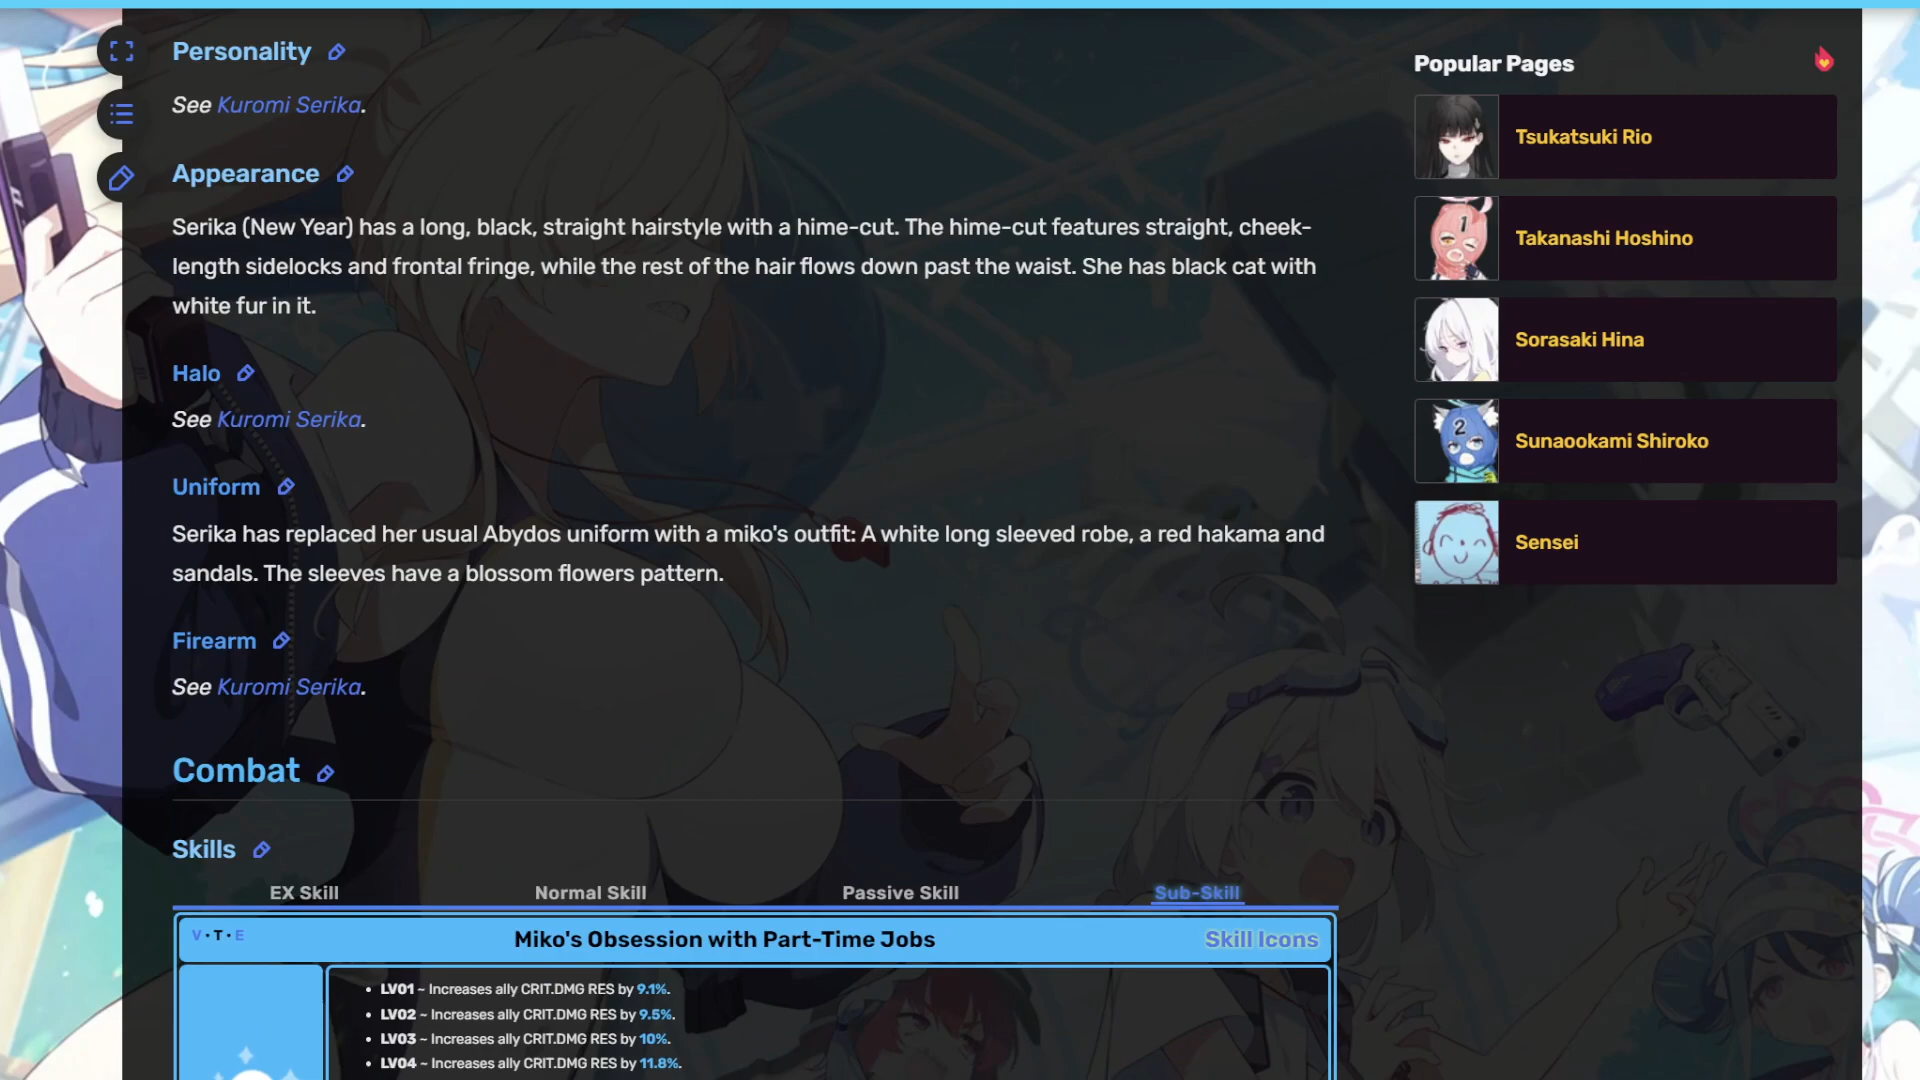 Personality
See Kuromi Serika.
Appearance
Serika (New Year) has a long, black, straight hairstyle with a hime-cut. The hime-cut features straight, cheek-
length sidelocks and frontal fringe, while the rest of the hair flows down past the waist. She has black cat with
white fur in it.
Halo
See Kuromi Serika.
Uniform
Serika has replaced her usual Abydos uniform with a miko's outfit: A white long sleeved robe, a red hakama and
sandals. The sleeves have a blossom flowers pattern.
Firearm
See Kuromi Serika.
Combat
Skills
EX Skill Normal Skill Passive Skill Sub-Skill
V • T • E Miko's Obsession with Part-Time Jobs Skill Icons
• LV01 ~ Increases ally CRIT.DMG RES by 9.1%.
• LV02 ~ Increases ally CRIT.DMG RES by 9.5%.
• LV03 ~ Increases ally CRIT.DMG RES by 10%.
• LV04 ~ Increases ally CRIT.DMG RES by 11.8%.
Popular Pages
Tsukatsuki Rio
1
Takanashi Hoshino
Sorasaki Hina
2
Sunaookami Shiroko
Sensei